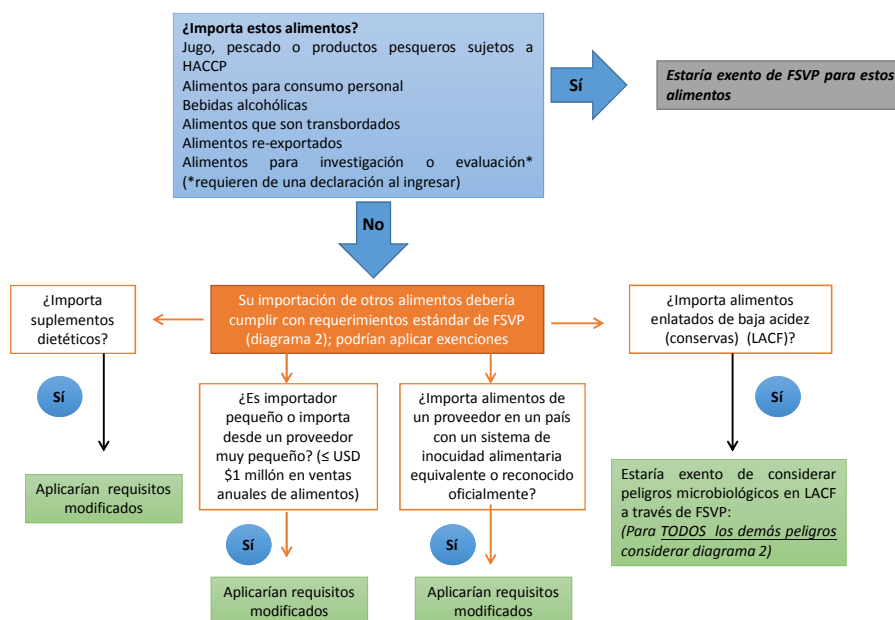 ¿Importa estos alimentos?
Jugo, pescado o productos pesqueros sujetos a
HACCP
Alimentos para consumo personal
Bebidas alcohólicas
Alimentos que son transbordados
Alimentos re-exportados
Alimentos para investigación o evaluación*
(*requieren de una declaración al ingresar)
Sí
Estaría exento de FSVP para estos
alimentos
No
¿Importa
suplementos
dietéticos?
Su importación de otros alimentos debería
cumplir con requerimientos estándar de FSVP
(diagrama 2); podrían aplicar exenciones
¿Importa alimentos
enlatados de baja acidez
(conservas) (LACF)?
Sí
¿Es importador
pequeño o importa
desde un proveedor
muy pequeño? (≤ USD
$1 millón en ventas
anuales de alimentos)
¿Importa alimentos de
un proveedor en un país
con un sistema de
inocuidad alimentaria
equivalente o reconocido
oficialmente?
Sí
Aplicarían requisitos
modificados
Estaría exento de considerar
peligros microbiológicos en LACF
a través de FSVP:
(Para TODOS los demás peligros
considerar diagrama 2)
Sí
Sí
Aplicarían requisitos
modificados
Aplicarían requisitos
modificados